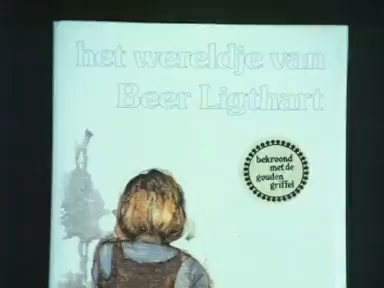 het wereldje van
Beer Ligthart
bekroond
met de
gouden
griffel